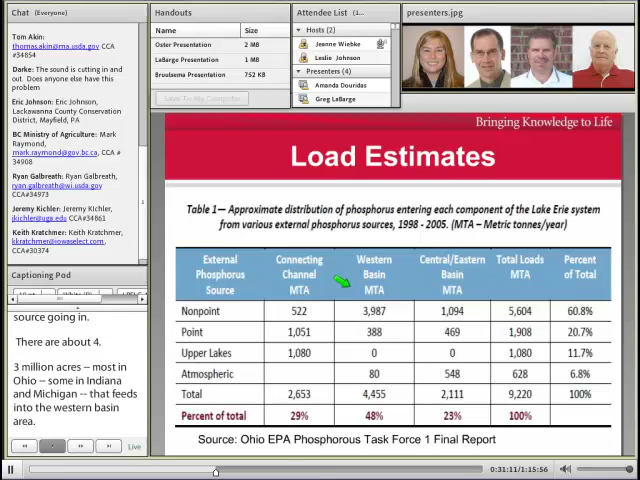 Chat (Everyone)
Tom Akin:
thomas.akin@ma.usda.gov CCA
#34854
Darke: The sound is cutting in and
out. Does anyone else have this
problem
Eric Johnson: Eric Johnson,
Lackawanna County Conservation
District, Mayfield, PA
BC Ministry of Agriculture: Mark
Raymond,
mark.raymond@gov.bc.ca, CCA #
34908
Ryan Galbreath: Ryan Galbreath,
ryan.galbreath@wi.usda.gov
CCA#34973
Jeremy Kichler: Jeremy KIchler,
jkichler@uga.edu CCA#34861
Keith Kratchmer: Keith Kratchmer,
kkratchmer@iowaselect.com,
CCA#30374
Captioning Pod
source going in.
There are about 4.
3 million acres -- most in
Ohio -- some in Indiana
and Michigan -- that feeds
into the western basin
area.
Live
Handouts
Name Size
Oster Presentation 2 MB
LaBarge Presentation 1 MB
Broulsema Presentation 752 KB
Save To My Computer
Attendee List (1...
Hosts (2)
Jeanne Wiebke
Leslie Johnson
Presenters (4)
Amanda Douridas
Greg LaBarge
presenters.jpg
Bringing Knowledge to Life
Load Estimates
Table 1— Approximate distribution of phosphorus entering each component of the Lake Erie system
from various external phosphorus sources, 1998 - 2005. (MTA – Metric tonnes/year)
External Phosphorus Source Connecting Channel MTA Western Basin MTA Central/Eastern Basin MTA Total Loads MTA Percent of Total
Nonpoint 522 3,987 1,094 5,604 60.8%
Point 1,051 388 469 1,908 20.7%
Upper Lakes 1,080 0 0 1,080 11.7%
Atmospheric 80 548 628 6.8%
Total 2,653 4,455 2,111 9,220 100%
Percent of total 29% 48% 23% 100%
Source: Ohio EPA Phosphorous Task Force 1 Final Report
0:31:11/1:15:56